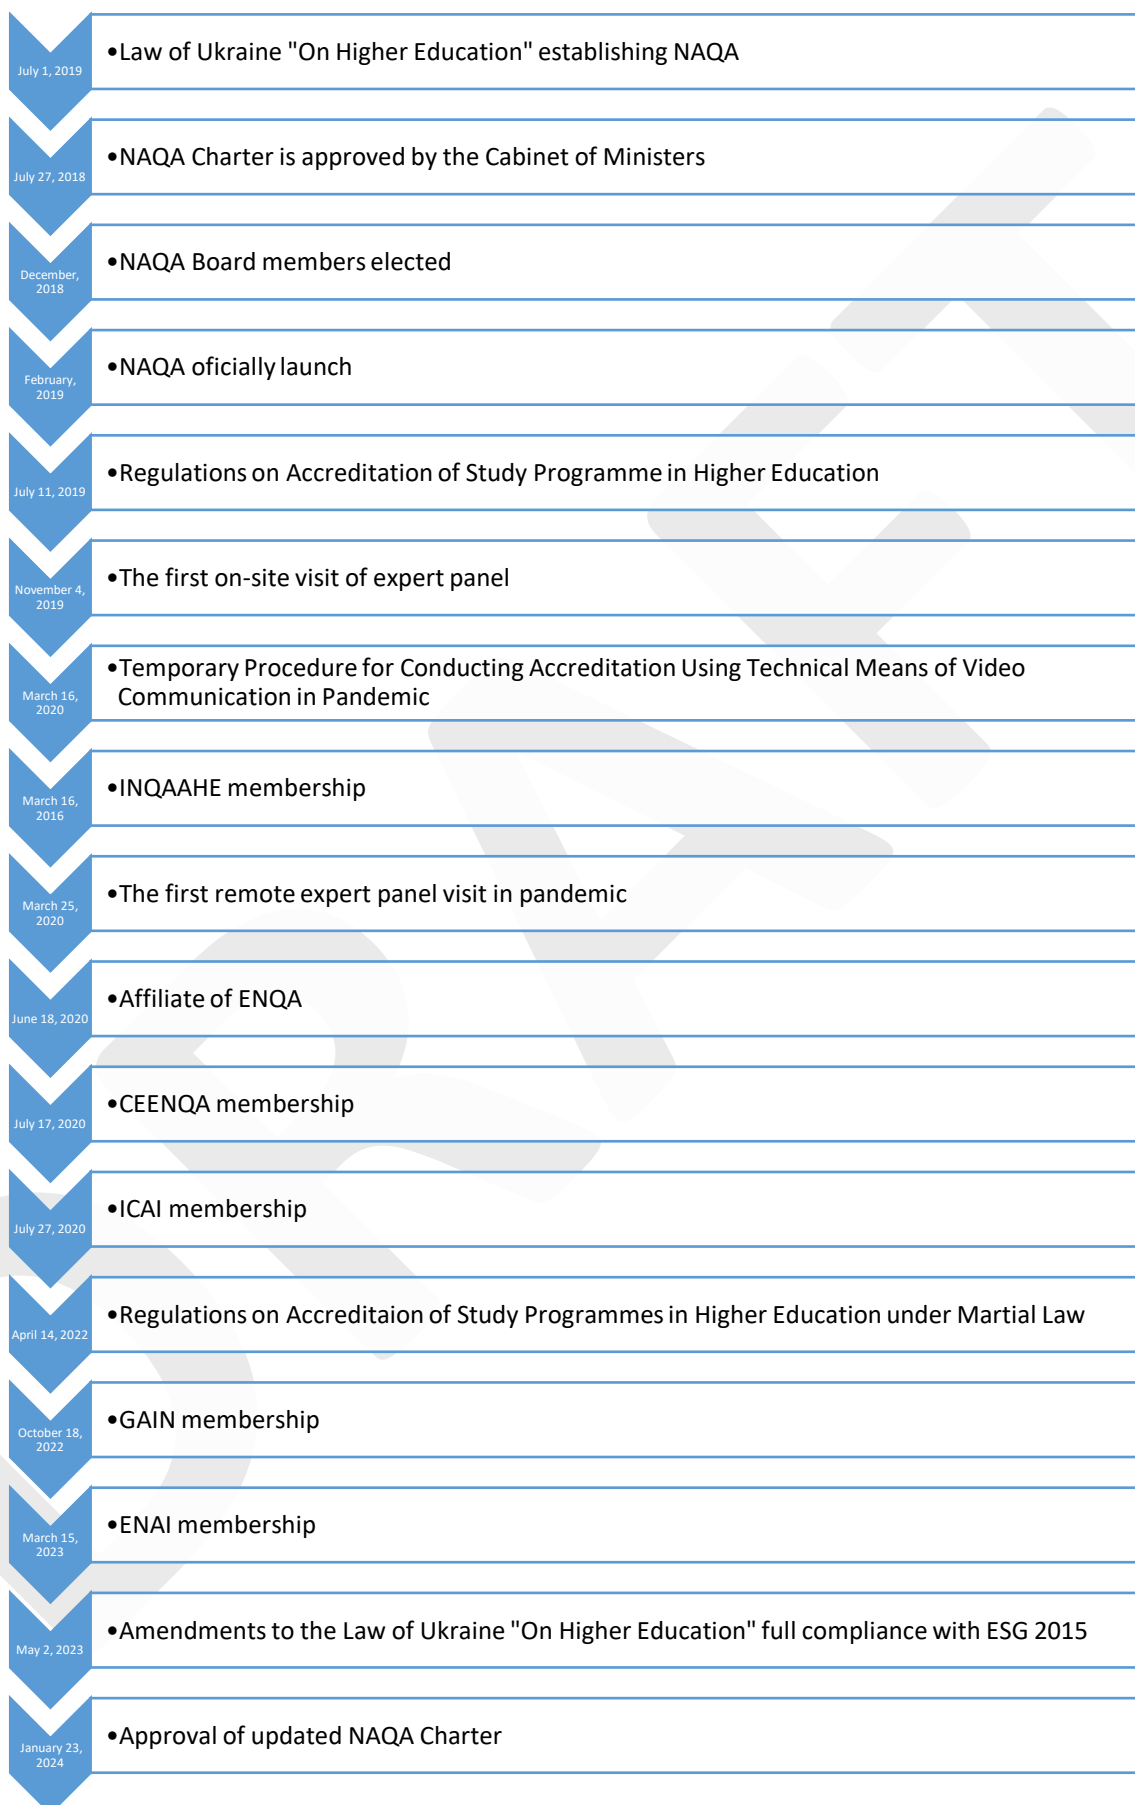 July 1, 2019
•Law of Ukraine "On Higher Education" establishing NAQA
July 27, 2018
•NAQA Charter is approved by the Cabinet of Ministers
December,
2018
•NAQA Board members elected
February,
2019
•NAQA oficially launch
July 11, 2019
•Regulations on Accreditation of Study Programme in Higher Education
November 4,
2019
•The first on-site visit of expert panel
March 16,
2020
•Temporary Procedure for Conducting Accreditation Using Technical Means of Video
Communication in Pandemic
March 16,
2016
•INQAAHE membership
March 25,
2020
•The first remote expert panel visit in pandemic
June 18, 2020
•Affiliate of ENQA
July 17, 2020
•CEENQA membership
July 27, 2020
•ICAI membership
April 14, 2022
•Regulations on Accreditaion of Study Programmes in Higher Education under Martial Law
October 18,
2022
•GAIN membership
March 15,
2023
•ENAI membership
May 2, 2023
•Amendments to the Law of Ukraine "On Higher Education" full compliance with ESG 2015
January 23,
2024
•Approval of updated NAQA Charter
DRAFT